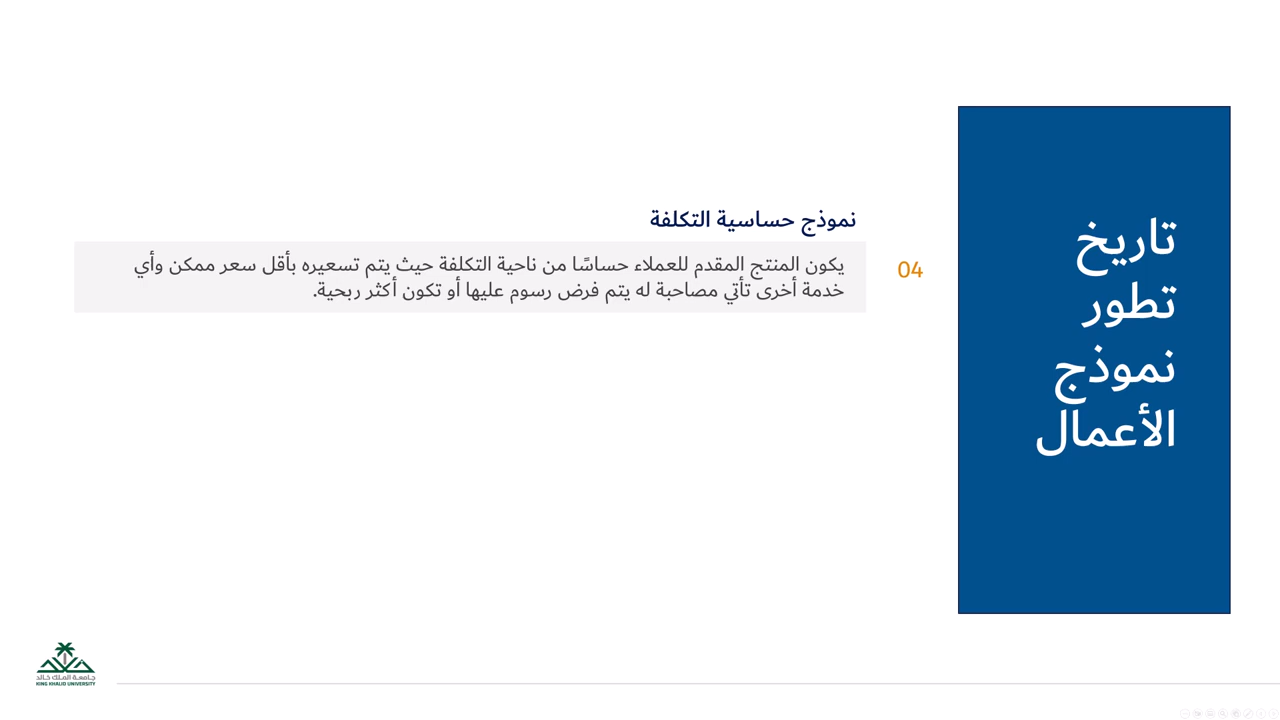 تاريخ
تطور
نموذج
الأعمال
نموذج حساسية التكلفة
04
يكون المنتج المقدم للعملاء حساسًا من ناحية التكلفة حيث يتم تسعيره بأقل سعر ممكن وأي
خدمة أخرى تأتي مصاحبة له يتم فرض رسوم عليها أو تكون أكثر ربحية.
جامعة الملك خالد
KING KHALID UNIVERSITY